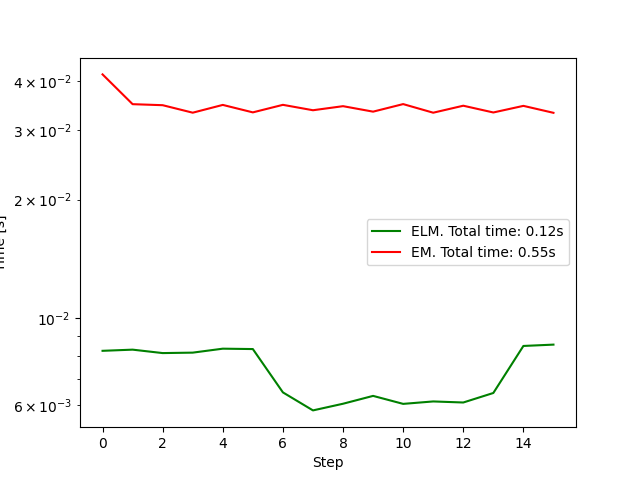 4 × 10⁻²
3 × 10⁻²
2 × 10⁻²
10⁻²
6 × 10⁻³
Time [s]
ELM. Total time: 0.12s
EM. Total time: 0.55s
0 2 4 6 8 10 12 14
Step